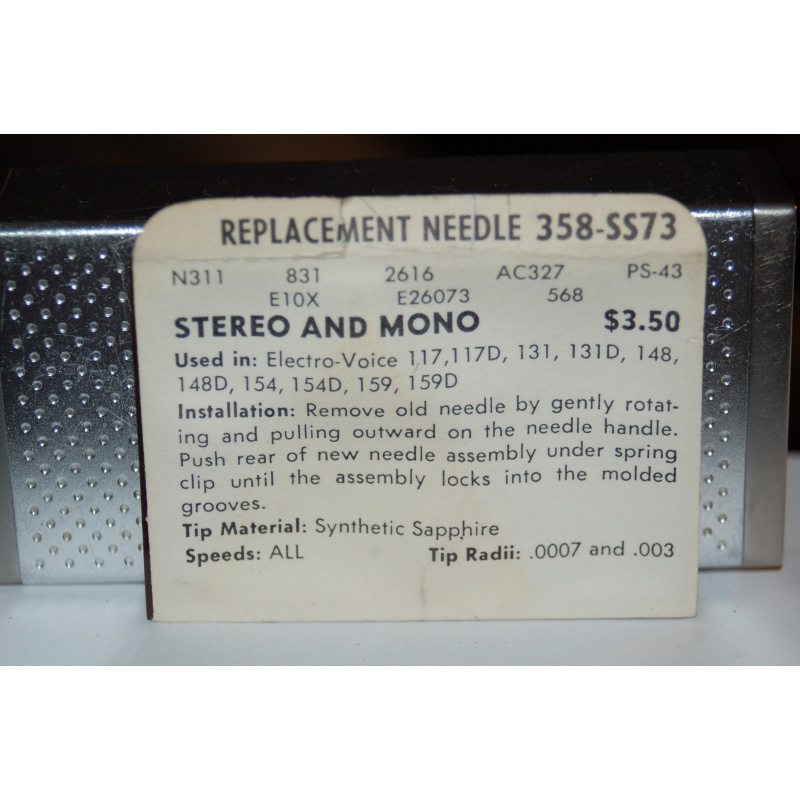 REPLACEMENT NEEDLE 358-SS73
N311 831 2616 AC327 PS-43
E10X E26073 568
STEREO AND MONO $3.50
Used in: Electro-Voice 117,117D, 131, 131D, 148,
148D, 154, 154D, 159, 159D
Installation: Remove old needle by gently rotat-
ing and pulling outward on the needle handle.
Push rear of new needle assembly under spring
clip until the assembly locks into the molded
grooves.
Tip Material: Synthetic Sapphire
Speeds: ALL Tip Radii: .0007 and .003